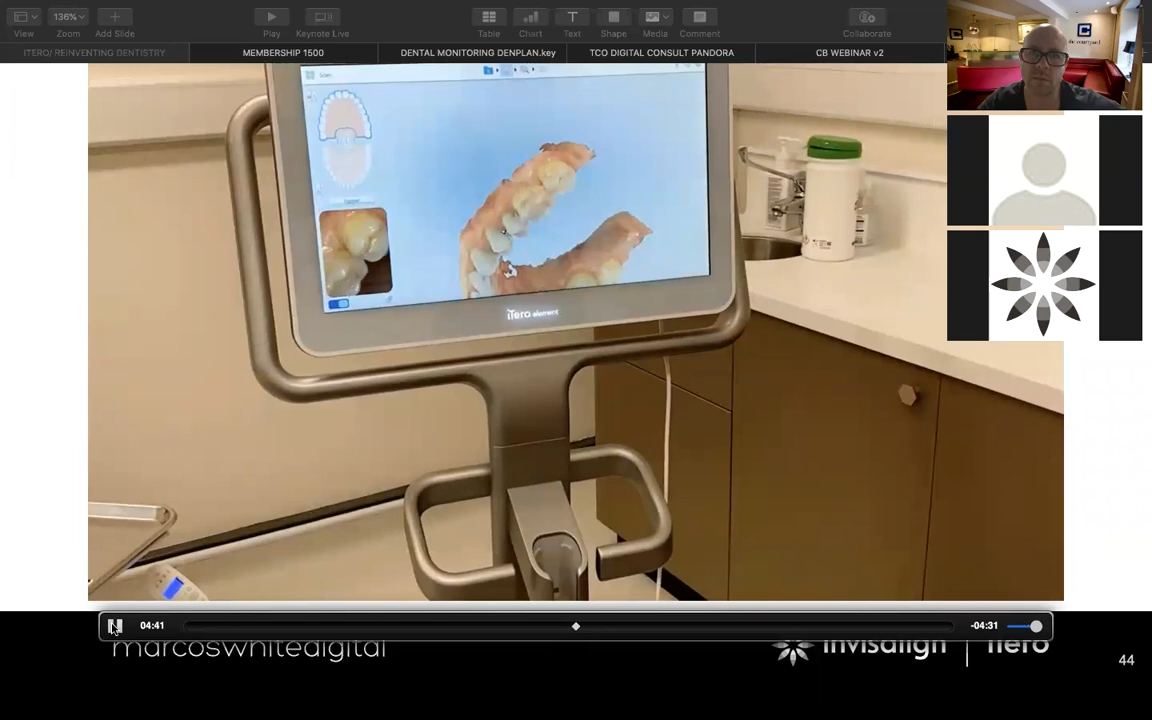 136%
View Zoom Add Slide Play Keynote Live Table Chart Text Shape Media Comment Collaborate
ITERO/ REINVENTING DENTISTRY MEMBERSHIP 1500 DENTAL MONITORING DENPLAN.key TCO DIGITAL CONSULT PANDORA CB WEBINAR v2
Scan
iTero element
04:41 -04:31
marcoswhitedigital invisalign iTero
44